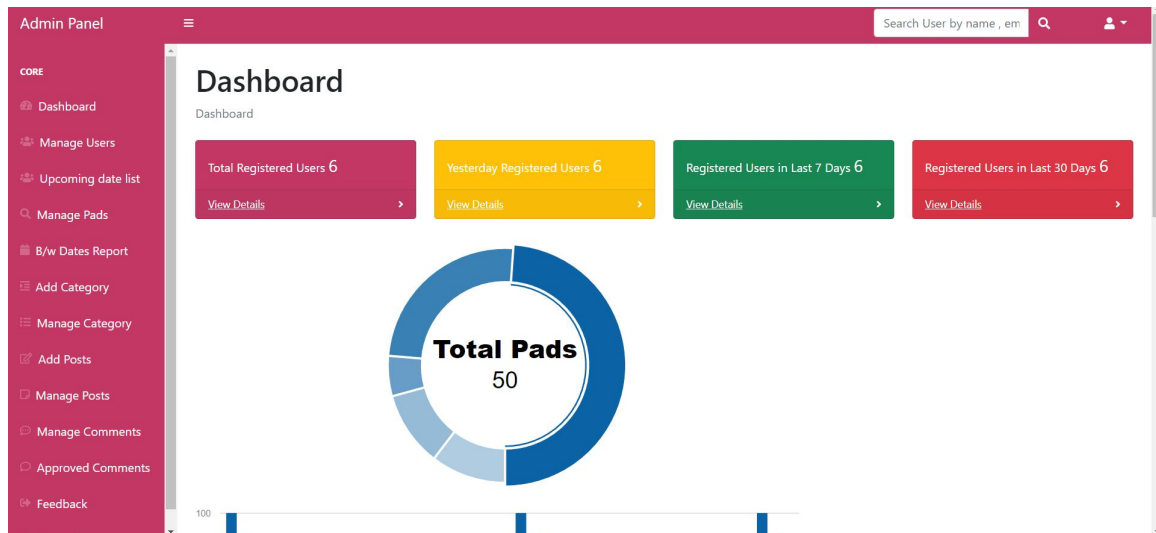 Admin Panel
Search User by name , em
CORE
Dashboard
Manage Users
Upcoming date list
Manage Pads
B/w Dates Report
Add Category
Manage Category
Add Posts
Manage Posts
Manage Comments
Approved Comments
Feedback
Dashboard
Dashboard
Total Registered Users 6
View Details
Yesterday Registered Users 6
View Details
Registered Users in Last 7 Days 6
View Details
Registered Users in Last 30 Days 6
View Details
Total Pads
50
100